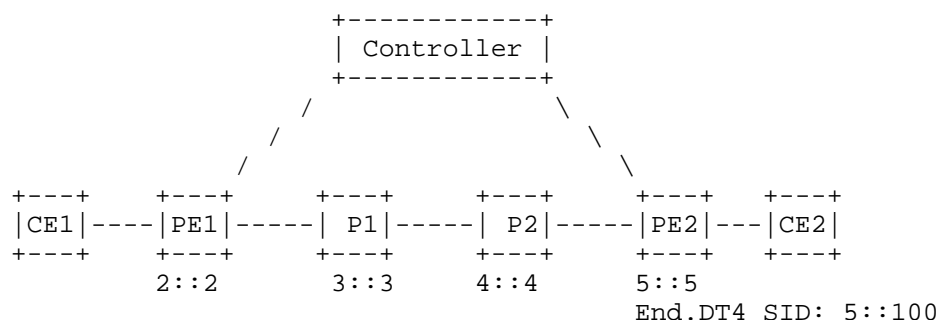 Controller
CE1 PE1 P1 P2 PE2 CE2
2::2 3::3 4::4 5::5
End.DT4 SID: 5::100